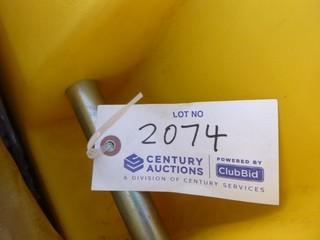 LOT NO
2074
CENTURY AUCTIONS
POWERED BY
ClubBid
A DIVISION OF CENTURY SERVICES